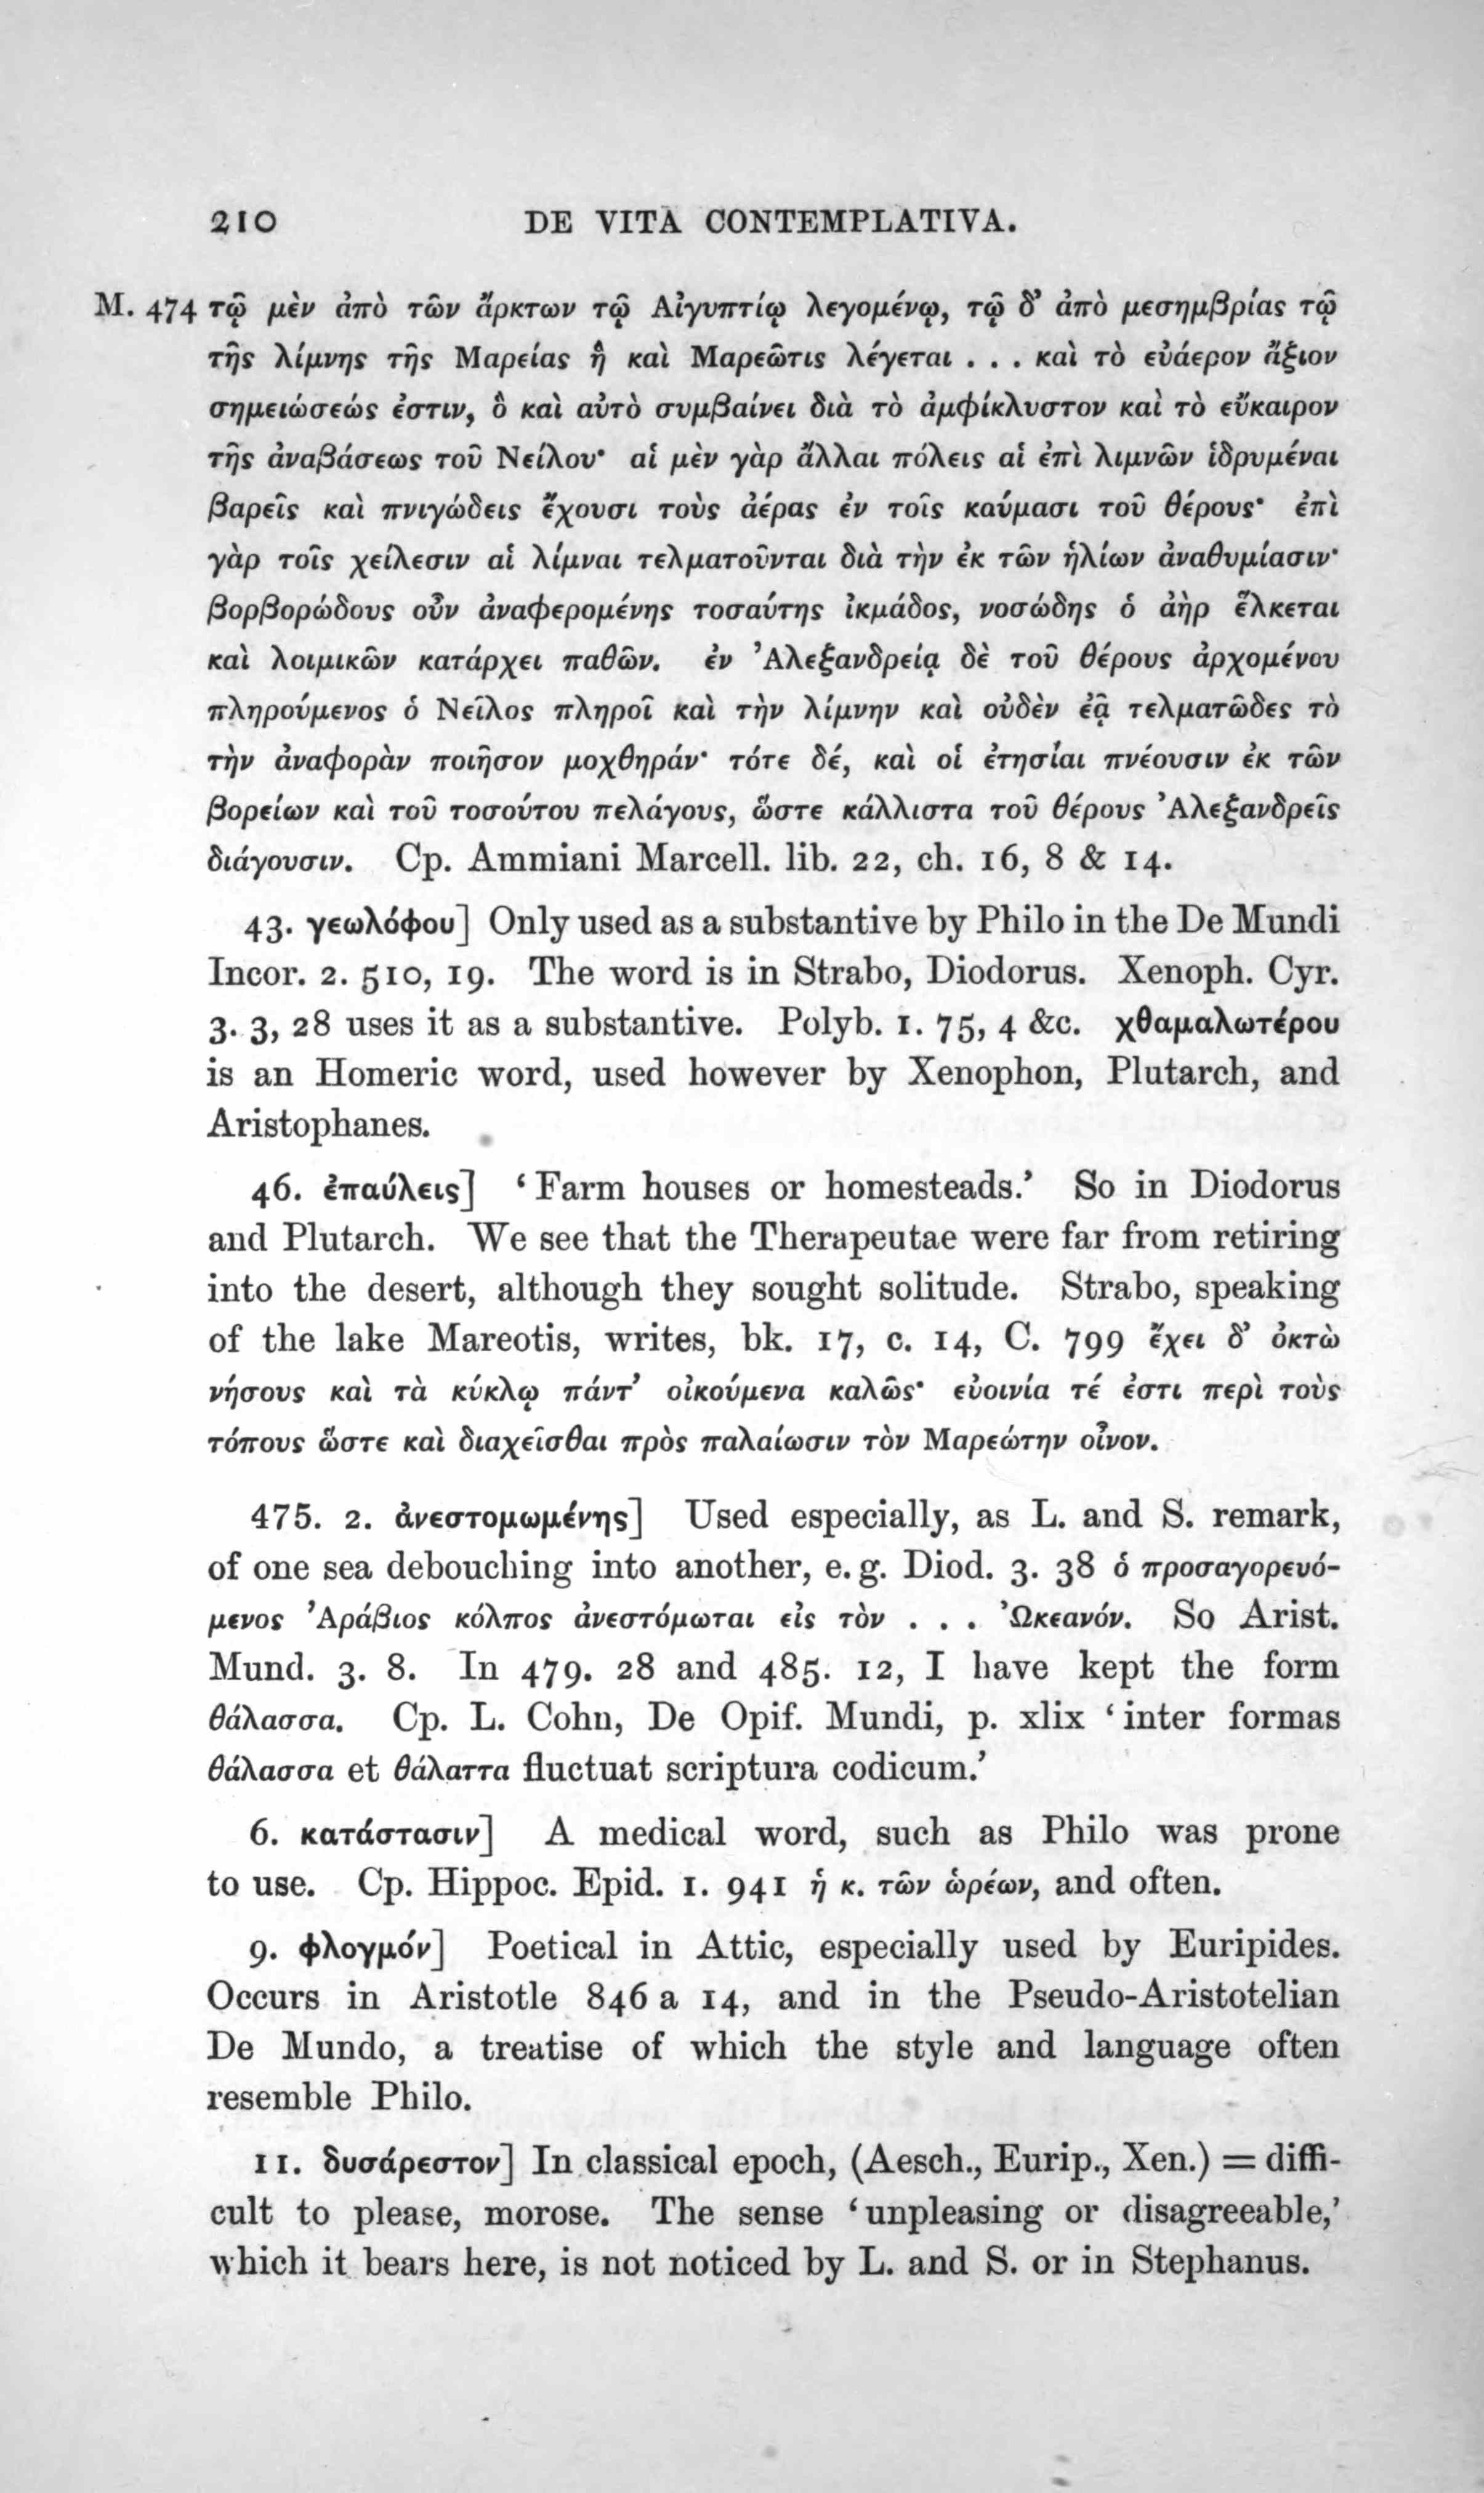 210 DE VITA CONTEMPLATIVA.
M. 474 τῷ μὲν ἀπὸ τῶν ἄρκτων τῷ Αἰγυπτίῳ λεγομένῳ, τῷ δ’ ἀπὸ μεσημβρίας τῷ
τῆς λίμνης τῆς Μαρείας ἣ καὶ Μαρεῶτις λέγεται . . . καὶ τὸ εὐάερον ἄξιον
σημειώσεώς ἐστιν, ὃ καὶ αὐτὸ συμβαίνει διὰ τὸ ἀμφίκλυστον καὶ τὸ εὔκαιρον
τῆς ἀναβάσεως τοῦ Νείλου· αἱ μὲν γὰρ ἄλλαι πόλεις αἱ ἐπὶ λιμνῶν ἱδρυμέναι
βαρεῖς καὶ πνιγώδεις ἔχουσι τοὺς ἀέρας ἐν τοῖς καύμασι τοῦ θέρους· ἐπὶ
γὰρ τοῖς χείλεσιν αἱ λίμναι τελματοῦνται διὰ τὴν ἐκ τῶν ἡλίων ἀναθυμίασιν·
βορβορώδους οὖν ἀναφερομένης τοσαύτης ἰκμάδος, νοσώδης ὁ ἀὴρ ἕλκεται
καὶ λοιμικῶν κατάρχει παθῶν. ἐν Ἀλεξανδρείᾳ δὲ τοῦ θέρους ἀρχομένου
πληρούμενος ὁ Νεῖλος πληροῖ καὶ τὴν λίμνην καὶ οὐδὲν ἐᾷ τελματῶδες τὸ
τὴν ἀναφορὰν ποιῆσον μοχθηράν· τότε δέ, καὶ οἱ ἐτησίαι πνέουσιν ἐκ τῶν
βορείων καὶ τοῦ τοσούτου πελάγους, ὥστε κάλλιστα τοῦ θέρους Ἀλεξανδρεῖς
διάγουσιν. Cp. Ammiani Marcell. lib. 22, ch. 16, 8 & 14.
43. γεωλόφου] Only used as a substantive by Philo in the De Mundi
Incor. 2. 510, 19. The word is in Strabo, Diodorus. Xenoph. Cyr.
3. 3, 28 uses it as a substantive. Polyb. 1. 75, 4 &c. χθαμαλωτέρου
is an Homeric word, used however by Xenophon, Plutarch, and
Aristophanes.
46. ἐπαύλεις] ‘Farm houses or homesteads.’ So in Diodorus
and Plutarch. We see that the Therapeutae were far from retiring
into the desert, although they sought solitude. Strabo, speaking
of the lake Mareotis, writes, bk. 17, c. 14, C. 799 ἔχει δ’ ὀκτὼ
νήσους καὶ τὰ κύκλῳ πάντ’ οἰκούμενα καλῶς· εὐοινία τέ ἐστι περὶ τοὺς
τόπους ὥστε καὶ διαχεῖσθαι πρὸς παλαίωσιν τὸν Μαρεώτην οἶνον.
475. 2. ἀνεστομωμένης] Used especially, as L. and S. remark,
of one sea debouching into another, e. g. Diod. 3. 38 ὁ προσαγορευό-
μενος Ἀράβιος κόλπος ἀνεστόμωται εἰς τὸν . . . Ὠκεανόν. So Arist.
Mund. 3. 8. In 479. 28 and 485. 12, I have kept the form
θάλασσα. Cp. L. Cohn, De Opif. Mundi, p. xlix ‘inter formas
θάλασσα et θάλαττα fluctuat scriptura codicum.’
6. κατάστασιν] A medical word, such as Philo was prone
to use. Cp. Hippoc. Epid. 1. 941 ἡ κ. τῶν ὡρέων, and often.
9. φλογμόν] Poetical in Attic, especially used by Euripides.
Occurs in Aristotle 846 a 14, and in the Pseudo-Aristotelian
De Mundo, a treatise of which the style and language often
resemble Philo.
11. δυσάρεστον] In classical epoch, (Aesch., Eurip., Xen.) = diffi-
cult to please, morose. The sense ‘unpleasing or disagreeable,’
which it bears here, is not noticed by L. and S. or in Stephanus.